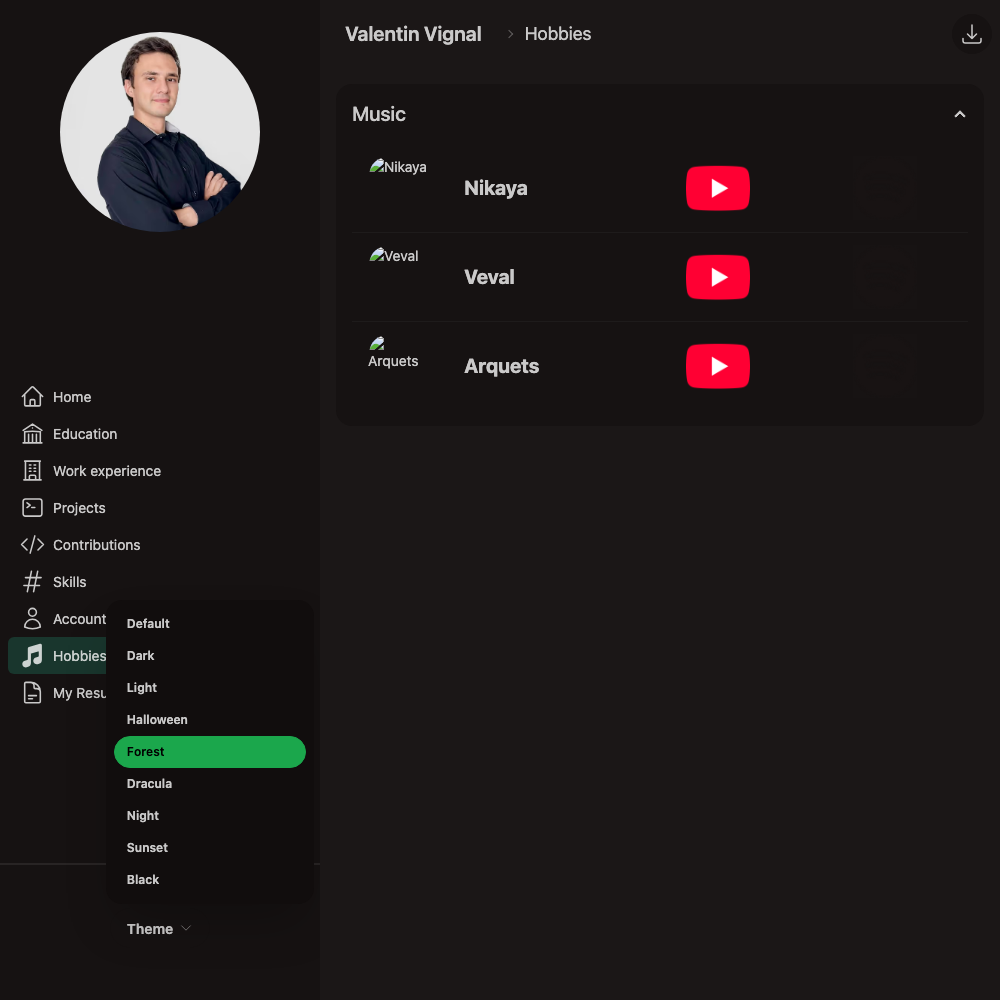 Valentin Vignal
Hobbies
Music
Nikaya
Nikaya
Veval
Veval
Arquets
Arquets
Home
Education
Work experience
Projects
Contributions
Skills
Account
Hobbies
My Resu
Default
Dark
Light
Halloween
Forest
Dracula
Night
Sunset
Black
Theme